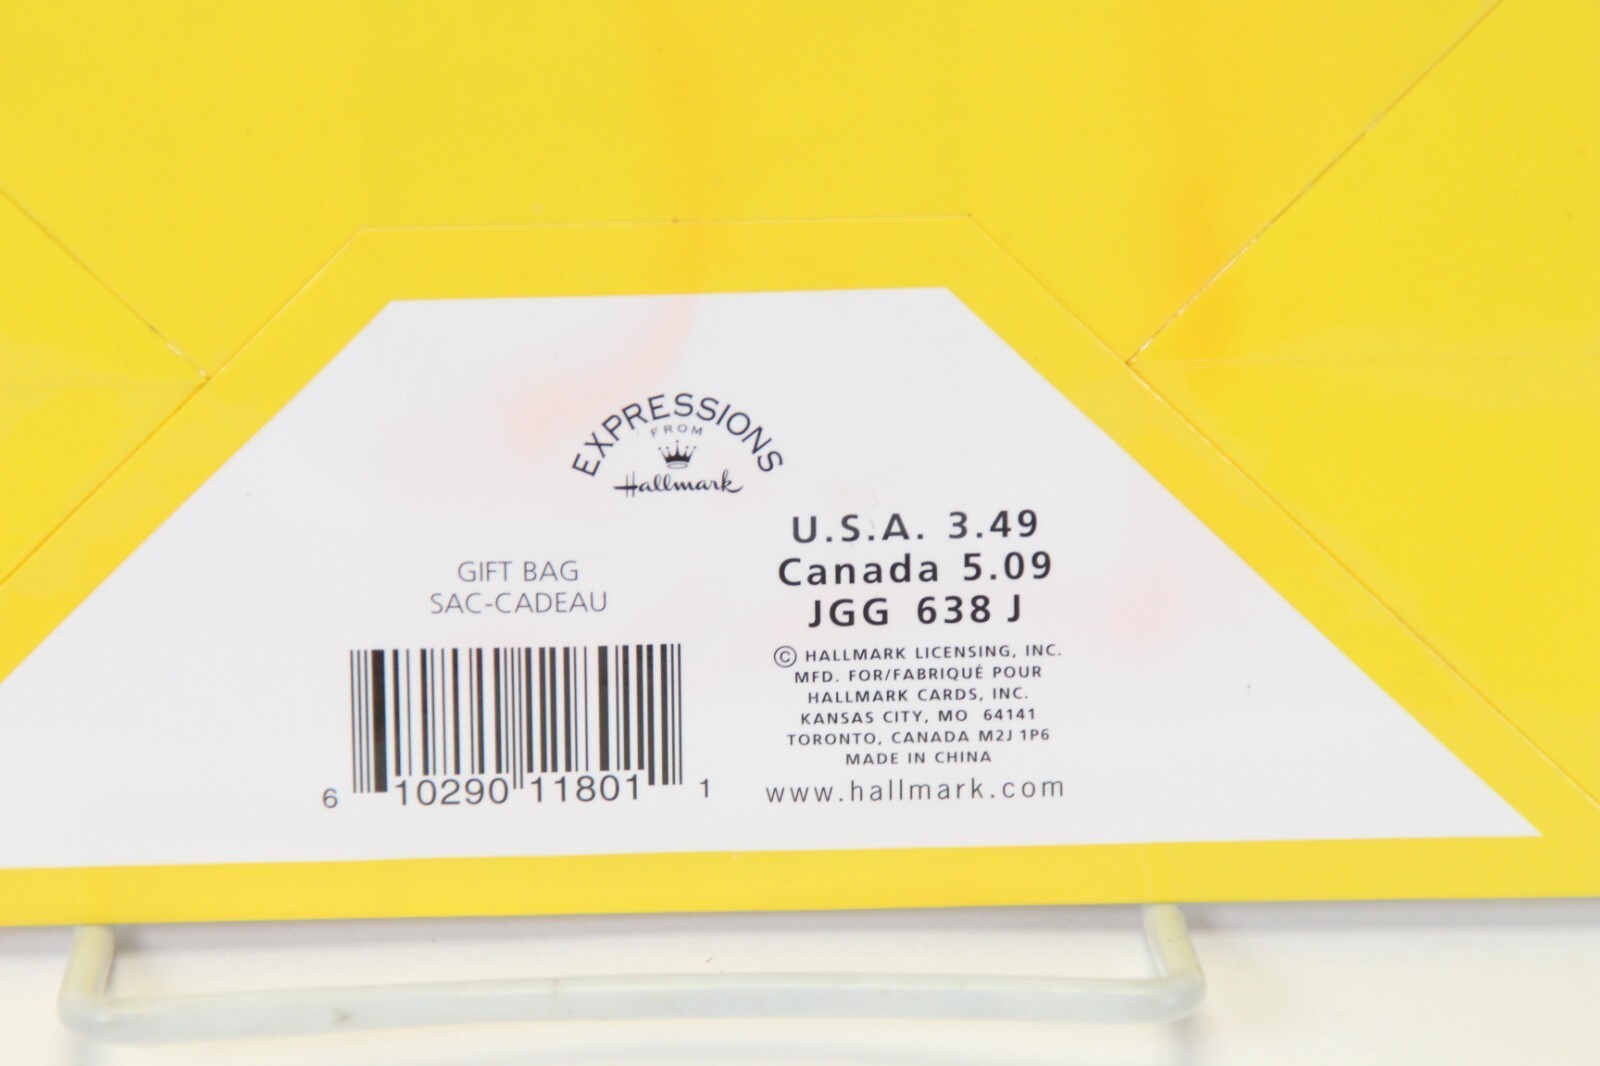 EXPRESSIONS
FROM
Hallmark
U.S.A. 3.49
Canada 5.09
JGG 638 J
GIFT BAG
SAC-CADEAU
6 10290 11801 1
© HALLMARK LICENSING, INC.
MFD. FOR/FABRIQUÉ POUR
HALLMARK CARDS, INC.
KANSAS CITY, MO 64141
TORONTO, CANADA M2J 1P6
MADE IN CHINA
www.hallmark.com